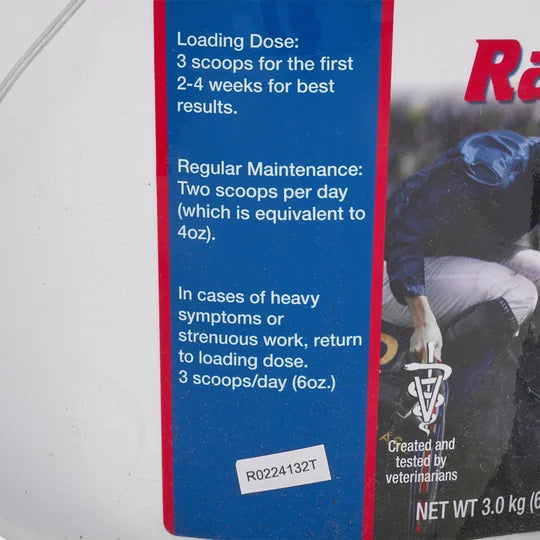 Loading Dose:
3 scoops for the first
2-4 weeks for best
results.
Regular Maintenance:
Two scoops per day
(which is equivalent to
4oz).
In cases of heavy
symptoms or
strenuous work, return
to loading dose.
3 scoops/day (6oz.)
R0224132T
Ra
Created and
tested by
veterinarians
NET WT 3.0 kg (6